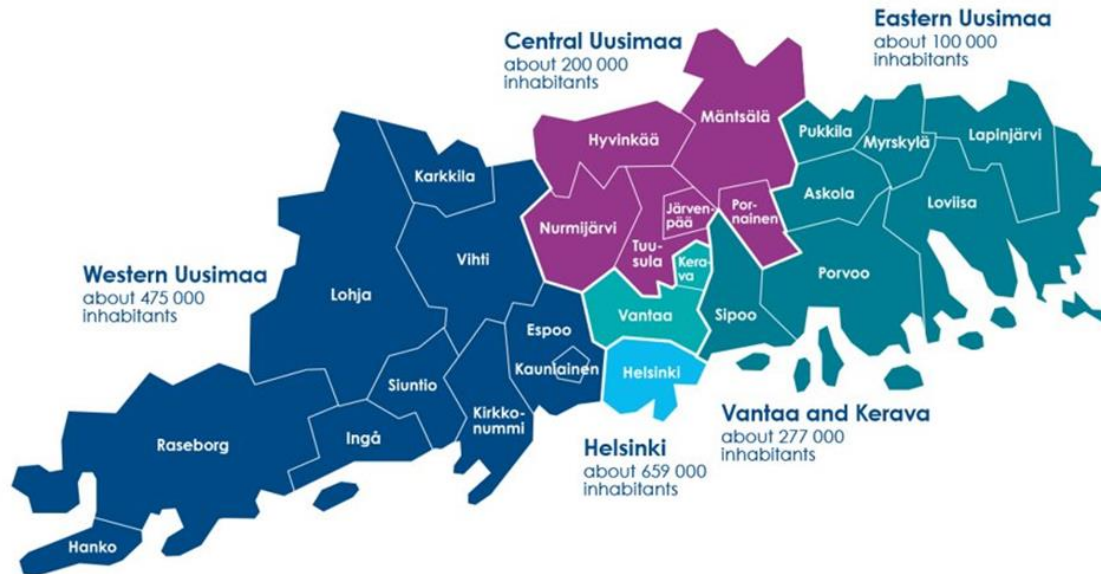 Eastern Uusimaa
about 100 000
inhabitants
Central Uusimaa
about 200 000
inhabitants
Mäntsälä
Pukkila
Myrskylä
Lapinjärvi
Hyvinkää
Karkkila
Askola
Loviisa
Järven-
pää
Por-
nainen
Nurmijärvi
Tuu-
sula
Kera-
va
Vihti
Porvoo
Western Uusimaa
about 475 000
inhabitants
Lohja
Vantaa
Sipoo
Espoo
Kauniainen
Helsinki
Siuntio
Kirkko-
nummi
Ingå
Raseborg
Hanko
Helsinki
about 659 000
inhabitants
Vantaa and Kerava
about 277 000
inhabitants